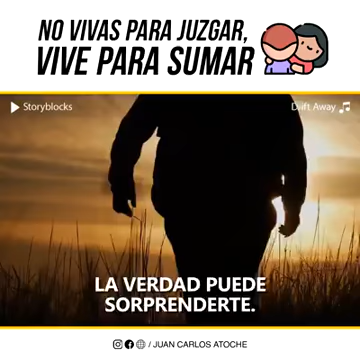 NO VIVAS PARA JUZGAR,
VIVE PARA SUMAR
Storyblocks
Drift Away
LA VERDAD PUEDE
SORPRENDERTE.
/ JUAN CARLOS ATOCHE